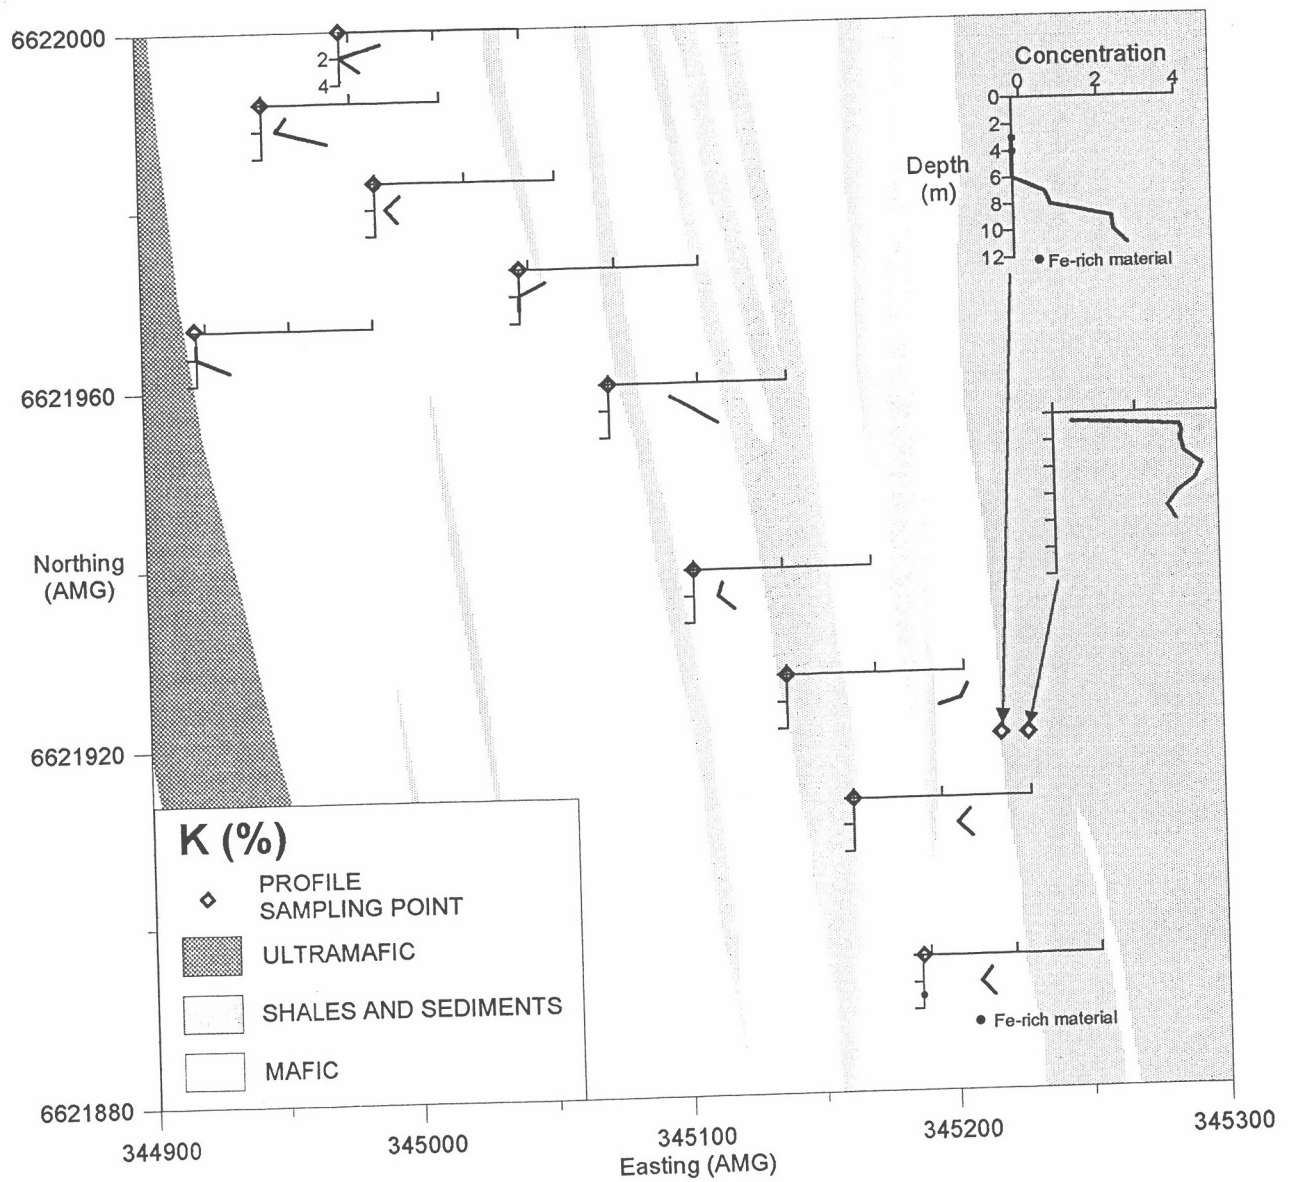 6622000
2
4
Concentration
0 2 4
0
2
4
6
8
10
12
Depth
(m)
Fe-rich material
6621960
Northing
(AMG)
6621920
K (%)
PROFILE
SAMPLING POINT
ULTRAMAFIC
SHALES AND SEDIMENTS
MAFIC
Fe-rich material
6621880
344900 345000 345100 345200 345300
Easting (AMG)